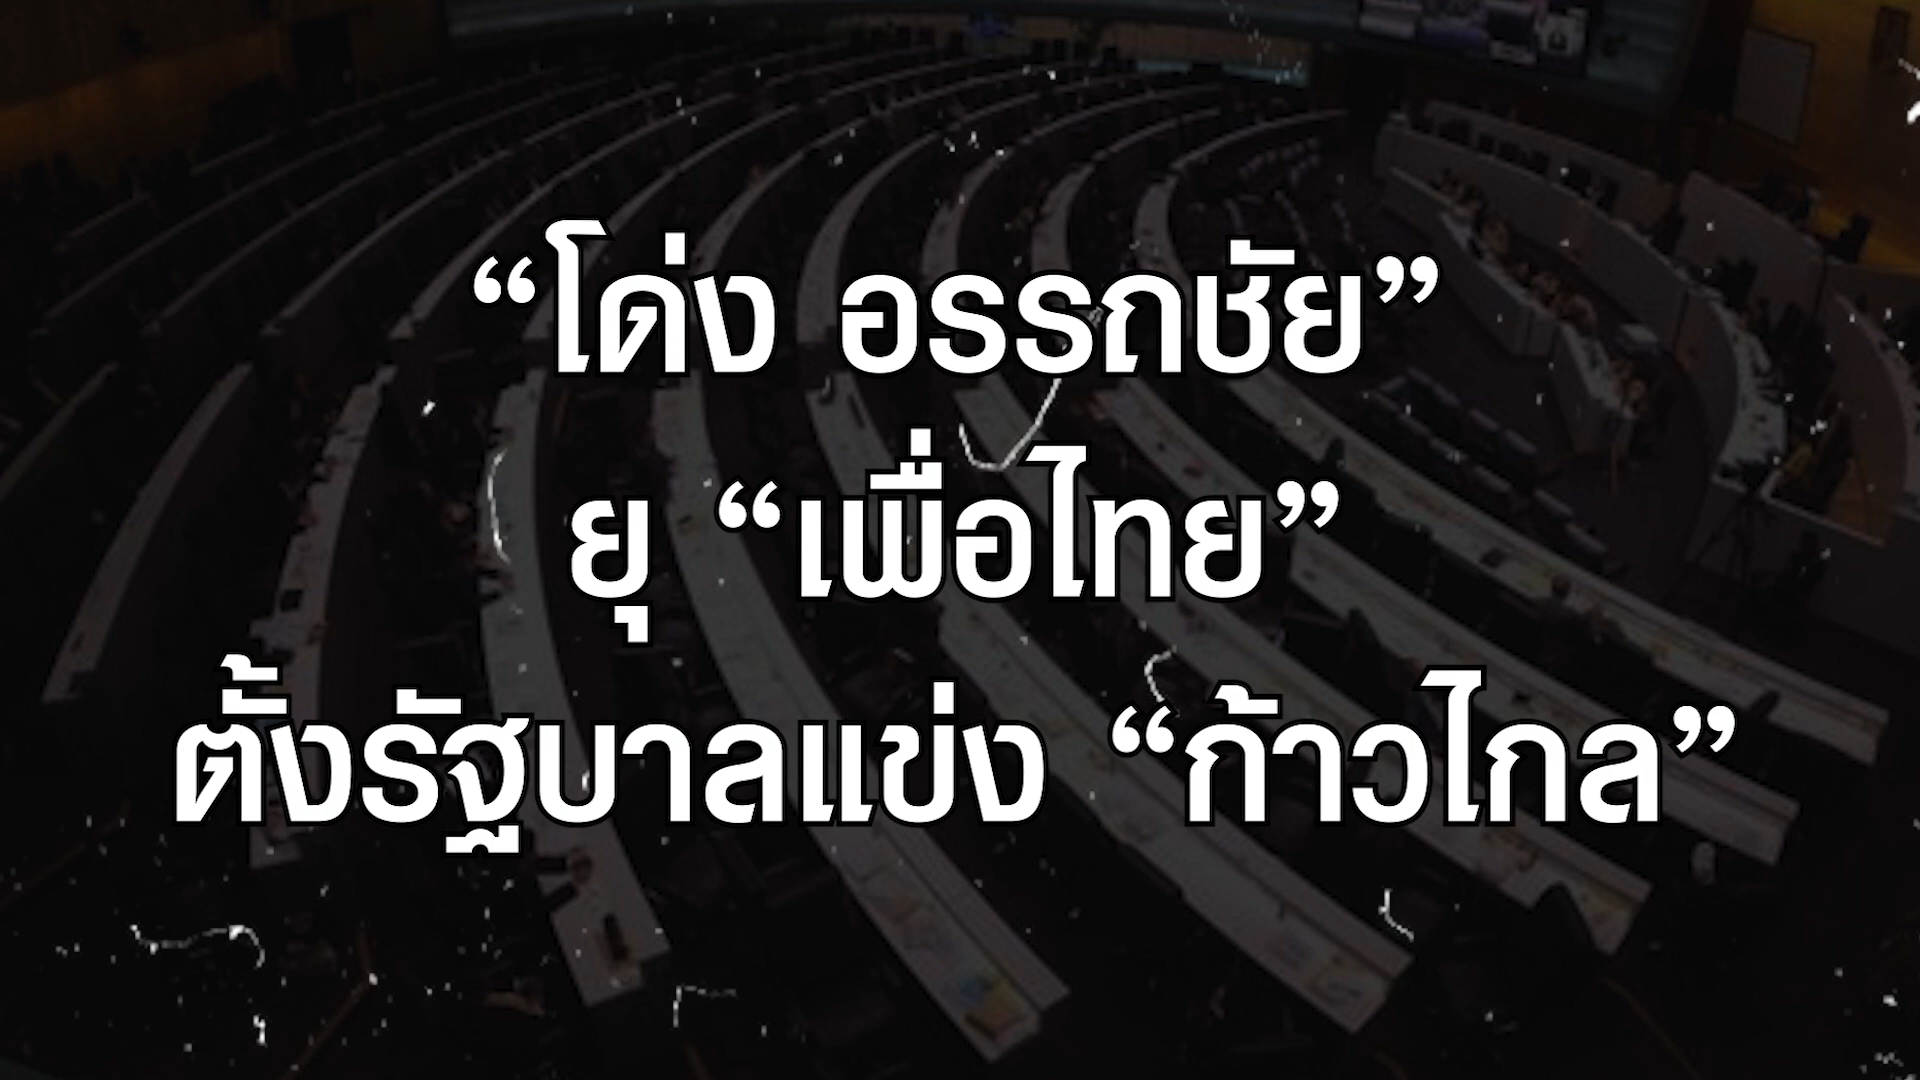 “โด่ง อรรถชัย”
ยุ “เพื่อไทย”
ตั้งรัฐบาลแข่ง “ก้าวไกล”